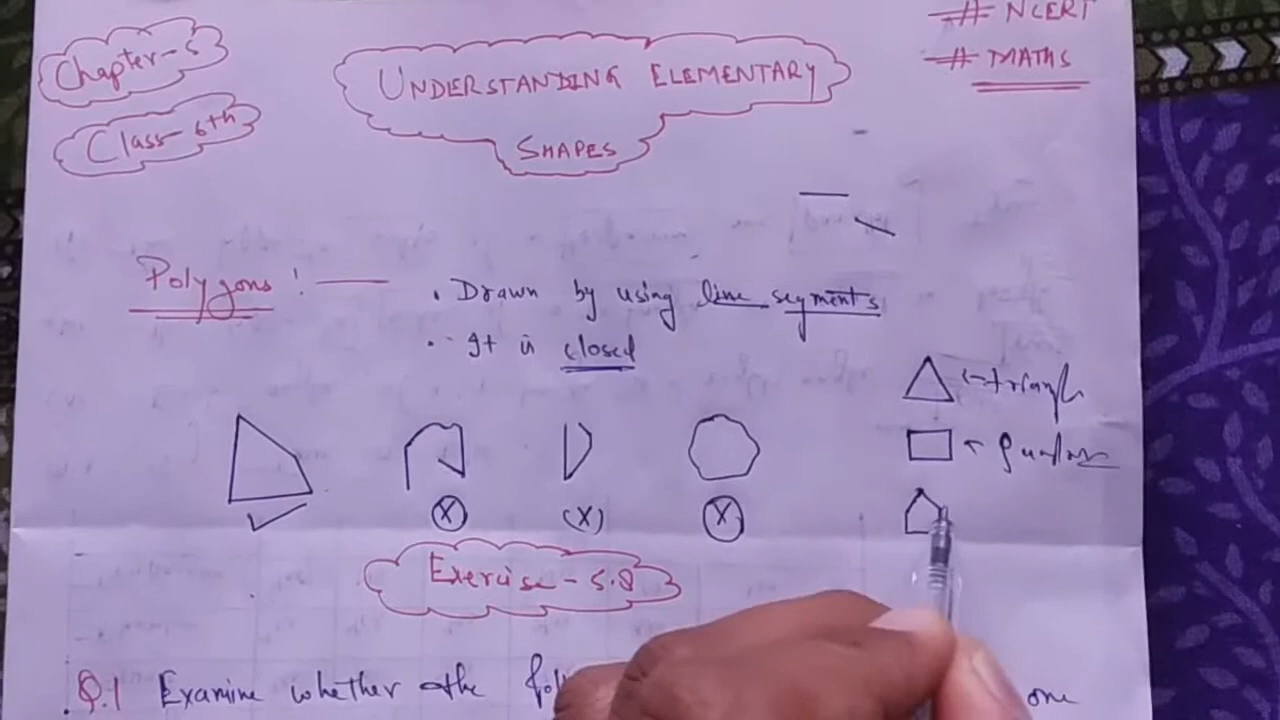 Chapter-5
Class-6th
UNDERSTANDING ELEMENTARY
SHAPES
# NCERT
# MATHS
Polygons:— . Drawn by using line segments
. It is closed
←triangle
(X)
Exercise - 5.8
Q.1 Examine whether the
one